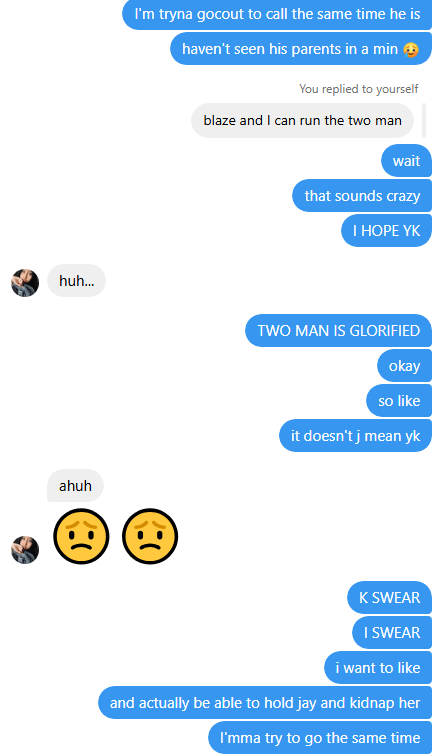 I'm tryna gocout to call the same time he is
haven't seen his parents in a min 🥹
You replied to yourself
blaze and I can run the two man
wait
that sounds crazy
I HOPE YK
huh...
TWO MAN IS GLORIFIED
okay
so like
it doesn't j mean yk
ahuh
K SWEAR
I SWEAR
i want to like
and actually be able to hold jay and kidnap her
I'mma try to go the same time